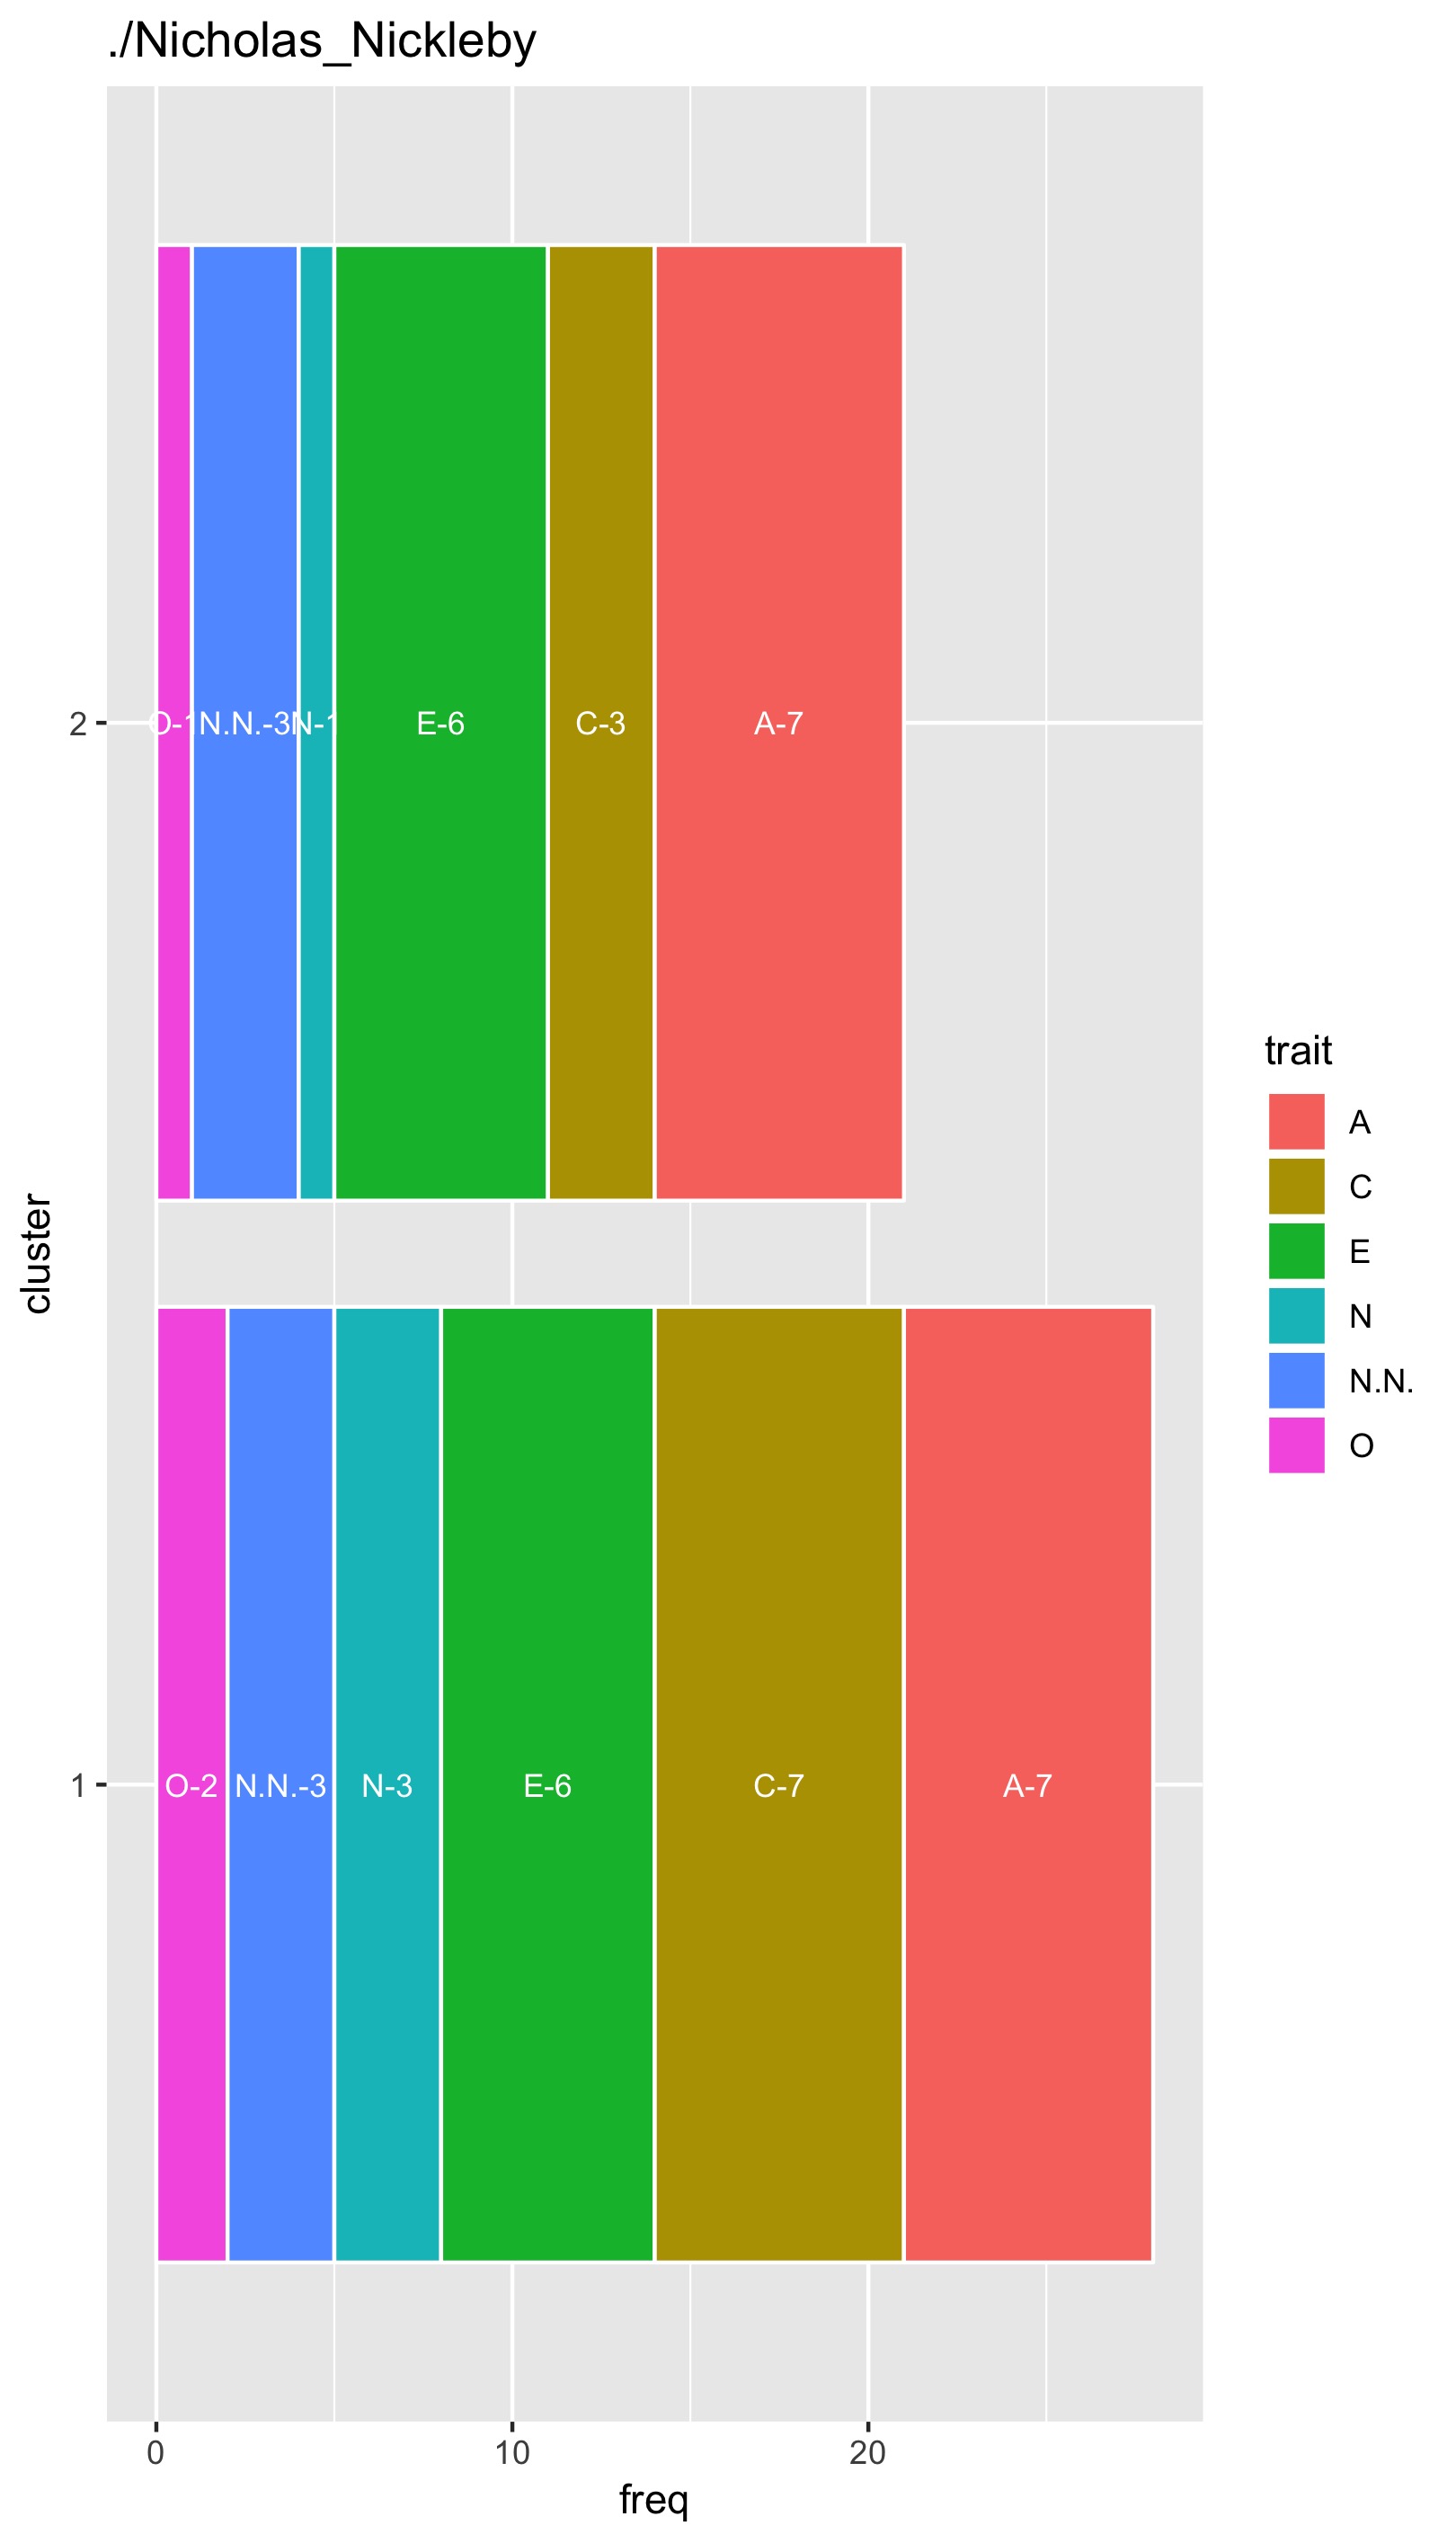 ./Nicholas_Nickleby
2
O-1
N.N.-3
N-1
E-6
C-3
A-7
cluster
trait
A
C
E
N
N.N.
O
1
O-2
N.N.-3
N-3
E-6
C-7
A-7
0
10
20
freq